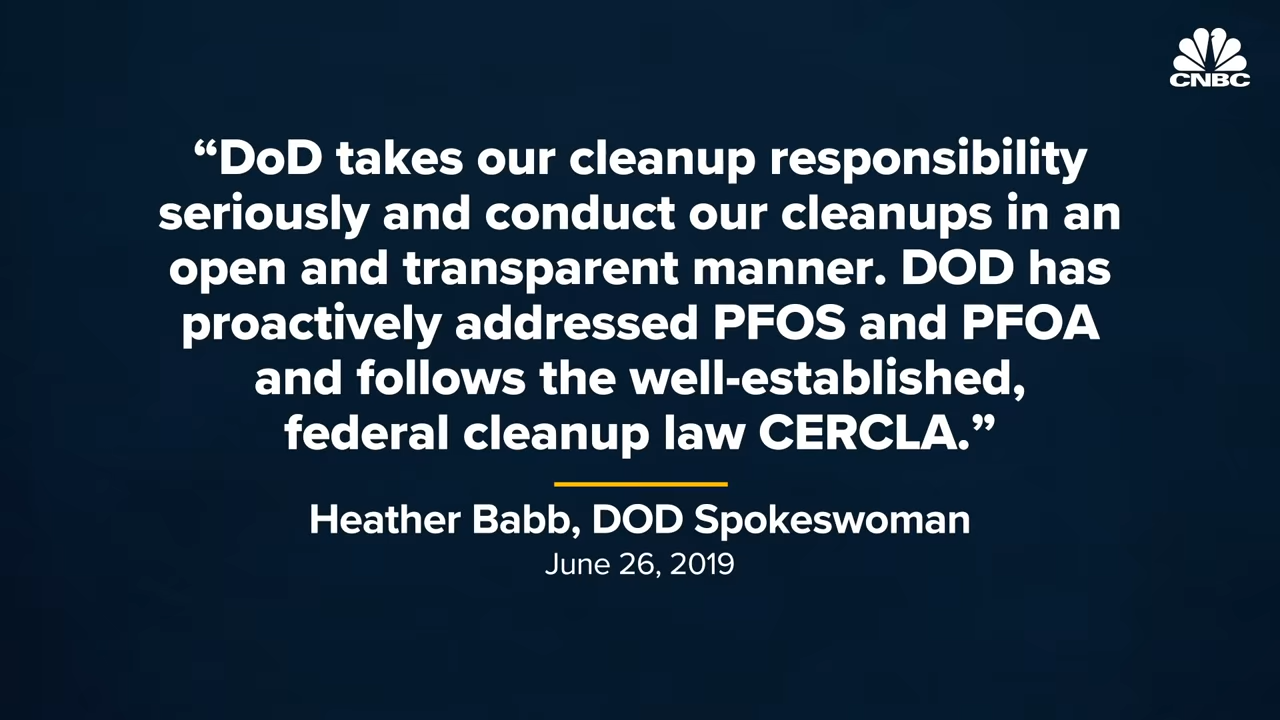 CNBC
“DoD takes our cleanup responsibility
seriously and conduct our cleanups in an
open and transparent manner. DOD has
proactively addressed PFOS and PFOA
and follows the well-established,
federal cleanup law CERCLA.”
Heather Babb, DOD Spokeswoman
June 26, 2019